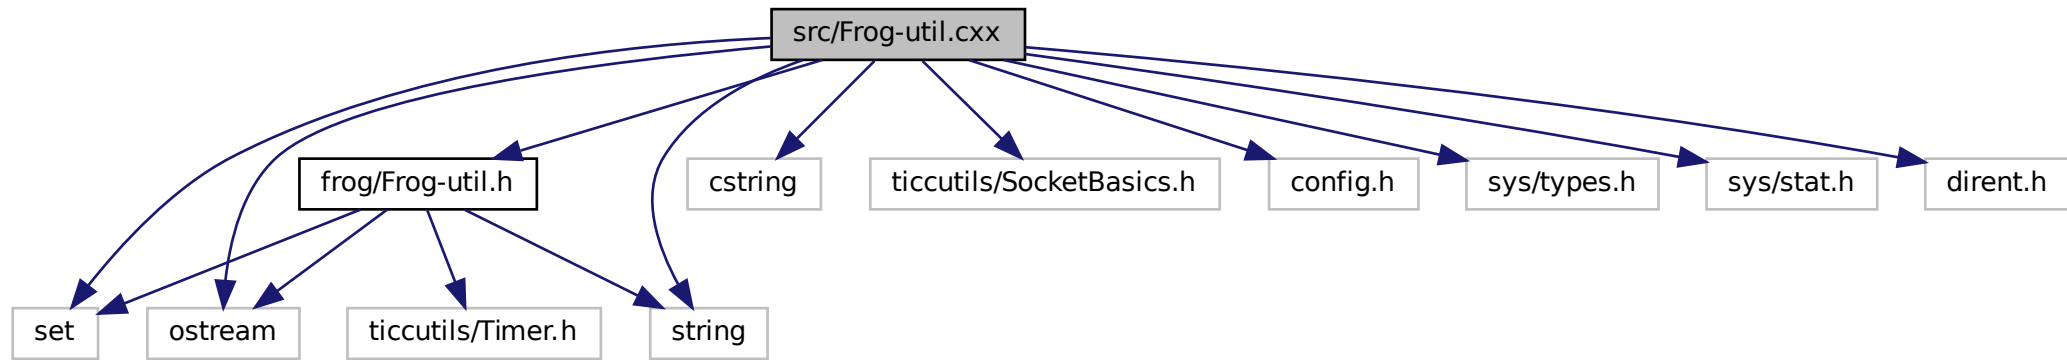 src/Frog-util.cxx
frog/Frog-util.h
cstring
ticcutils/SocketBasics.h
config.h
sys/types.h
sys/stat.h
dirent.h
set
ostream
ticcutils/Timer.h
string